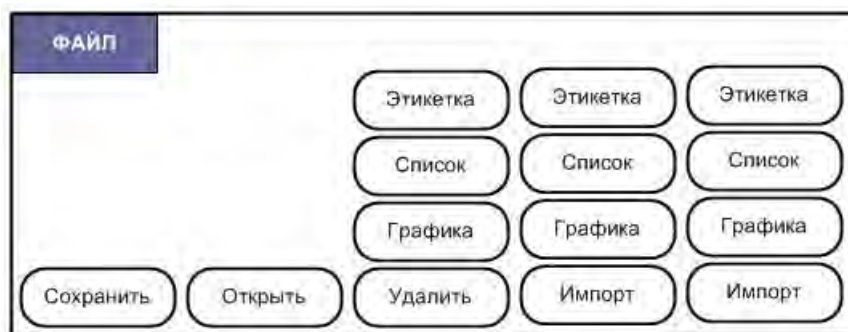 ФАЙЛ
Этикетка Этикетка Этикетка
Список Список Список
Графика Графика Графика
Сохранить Открыть Удалить Импорт Импорт